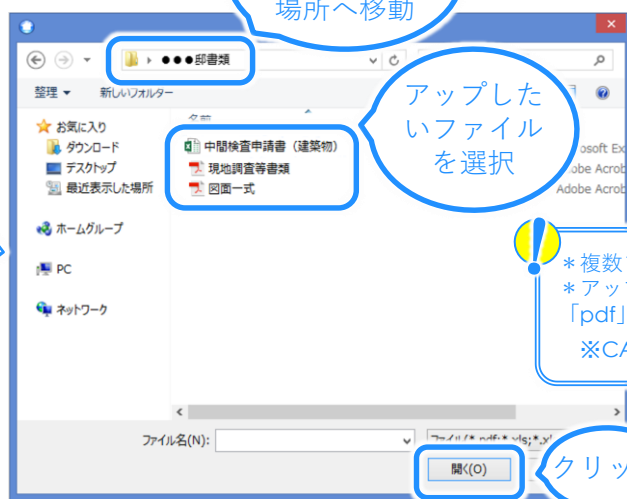 場所へ移動
●●●邸書類
整理 新しいフォルダー
アップした
いファイル
を選択
名前
お気に入り
ダウンロード
デスクトップ
最近表示した場所
ホームグループ
PC
ネットワーク
中間検査申請書（建築物）
現地調査等書類
図面一式
osoft Ex
obe Acrob
Adobe Acrob
＊複数
＊アッ
「pdf」
※CA
ファイル名(N):
開く(O)
クリッ